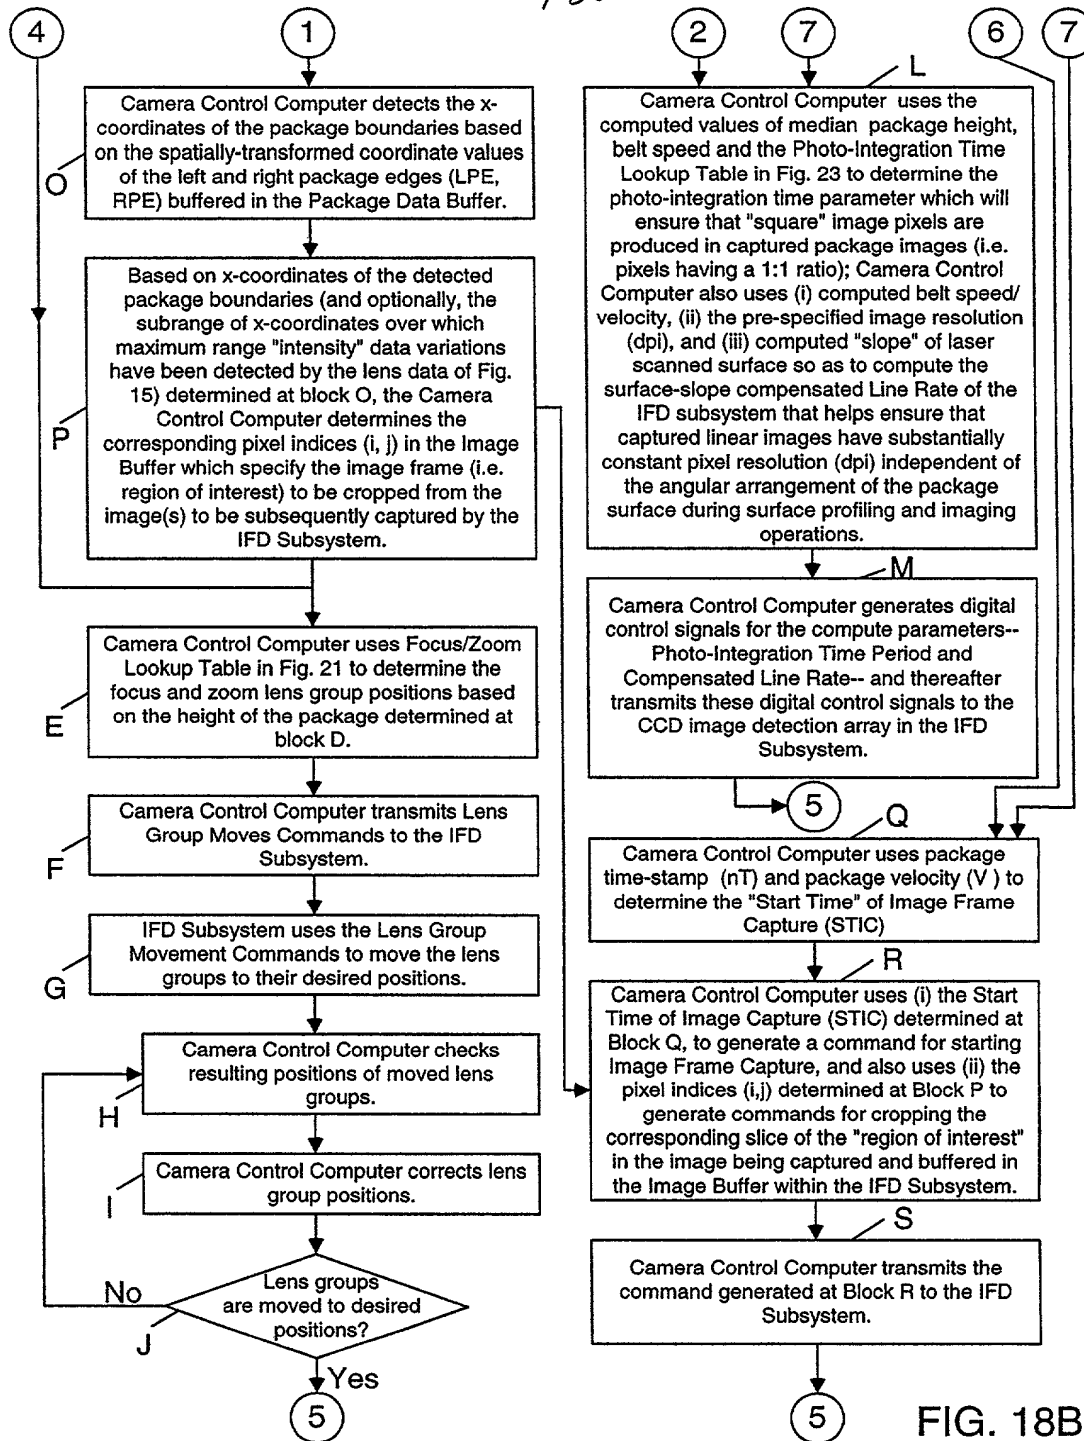 4
1
2
7
6
7
Camera Control Computer detects the x-
coordinates of the package boundaries based
on the spatially-transformed coordinate values
of the left and right package edges (LPE,
RPE) buffered in the Package Data Buffer.
O
Based on x-coordinates of the detected
package boundaries (and optionally, the
subrange of x-coordinates over which
maximum range "intensity" data variations
have been detected by the lens data of Fig.
15) determined at block O, the Camera
Control Computer determines the
corresponding pixel indices (i, j) in the Image
Buffer which specify the image frame (i.e.
region of interest) to be cropped from the
image(s) to be subsequently captured by the
IFD Subsystem.
P
Camera Control Computer uses Focus/Zoom
Lookup Table in Fig. 21 to determine the
focus and zoom lens group positions based
on the height of the package determined at
block D.
E
Camera Control Computer transmits Lens
Group Moves Commands to the IFD
Subsystem.
F
IFD Subsystem uses the Lens Group
Movement Commands to move the lens
groups to their desired positions.
G
Camera Control Computer checks
resulting positions of moved lens
groups.
H
Camera Control Computer corrects lens
group positions.
I
Lens groups
are moved to desired
positions?
J
No
Yes
5
L
Camera Control Computer uses the
computed values of median package height,
belt speed and the Photo-Integration Time
Lookup Table in Fig. 23 to determine the
photo-integration time parameter which will
ensure that "square" image pixels are
produced in captured package images (i.e.
pixels having a 1:1 ratio); Camera Control
Computer also uses (i) computed belt speed/
velocity, (ii) the pre-specified image resolution
(dpi), and (iii) computed "slope" of laser
scanned surface so as to compute the
surface-slope compensated Line Rate of the
IFD subsystem that helps ensure that
captured linear images have substantially
constant pixel resolution (dpi) independent of
the angular arrangement of the package
surface during surface profiling and imaging
operations.
M
Camera Control Computer generates digital
control signals for the compute parameters--
Photo-Integration Time Period and
Compensated Line Rate-- and thereafter
transmits these digital control signals to the
CCD image detection array in the IFD
Subsystem.
5
Q
Camera Control Computer uses package
time-stamp (nT) and package velocity (V ) to
determine the "Start Time" of Image Frame
Capture (STIC)
R
Camera Control Computer uses (i) the Start
Time of Image Capture (STIC) determined at
Block Q, to generate a command for starting
Image Frame Capture, and also uses (ii) the
pixel indices (i,j) determined at Block P to
generate commands for cropping the
corresponding slice of the "region of interest"
in the image being captured and buffered in
the Image Buffer within the IFD Subsystem.
S
Camera Control Computer transmits the
command generated at Block R to the IFD
Subsystem.
5
FIG. 18B